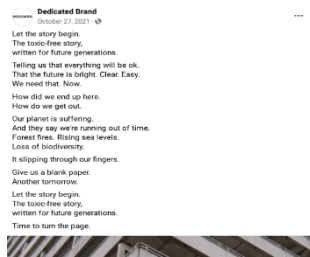 Dedicated Brand
October 27, 2021 ·
Let the story begin.
The toxic-free story,
written for future generations.
Telling us that everything will be ok.
That the future is bright. Clear. Easy.
We need that. Now.
How did we end up here.
How do we get out.
Our planet is suffering.
And they say we're running out of time.
Forest fires. Rising sea levels.
Loss of biodiversity.
It slipping through our fingers.
Give us a blank paper.
Another tomorrow.
Let the story begin.
The toxic-free story,
written for future generations.
Time to turn the page.